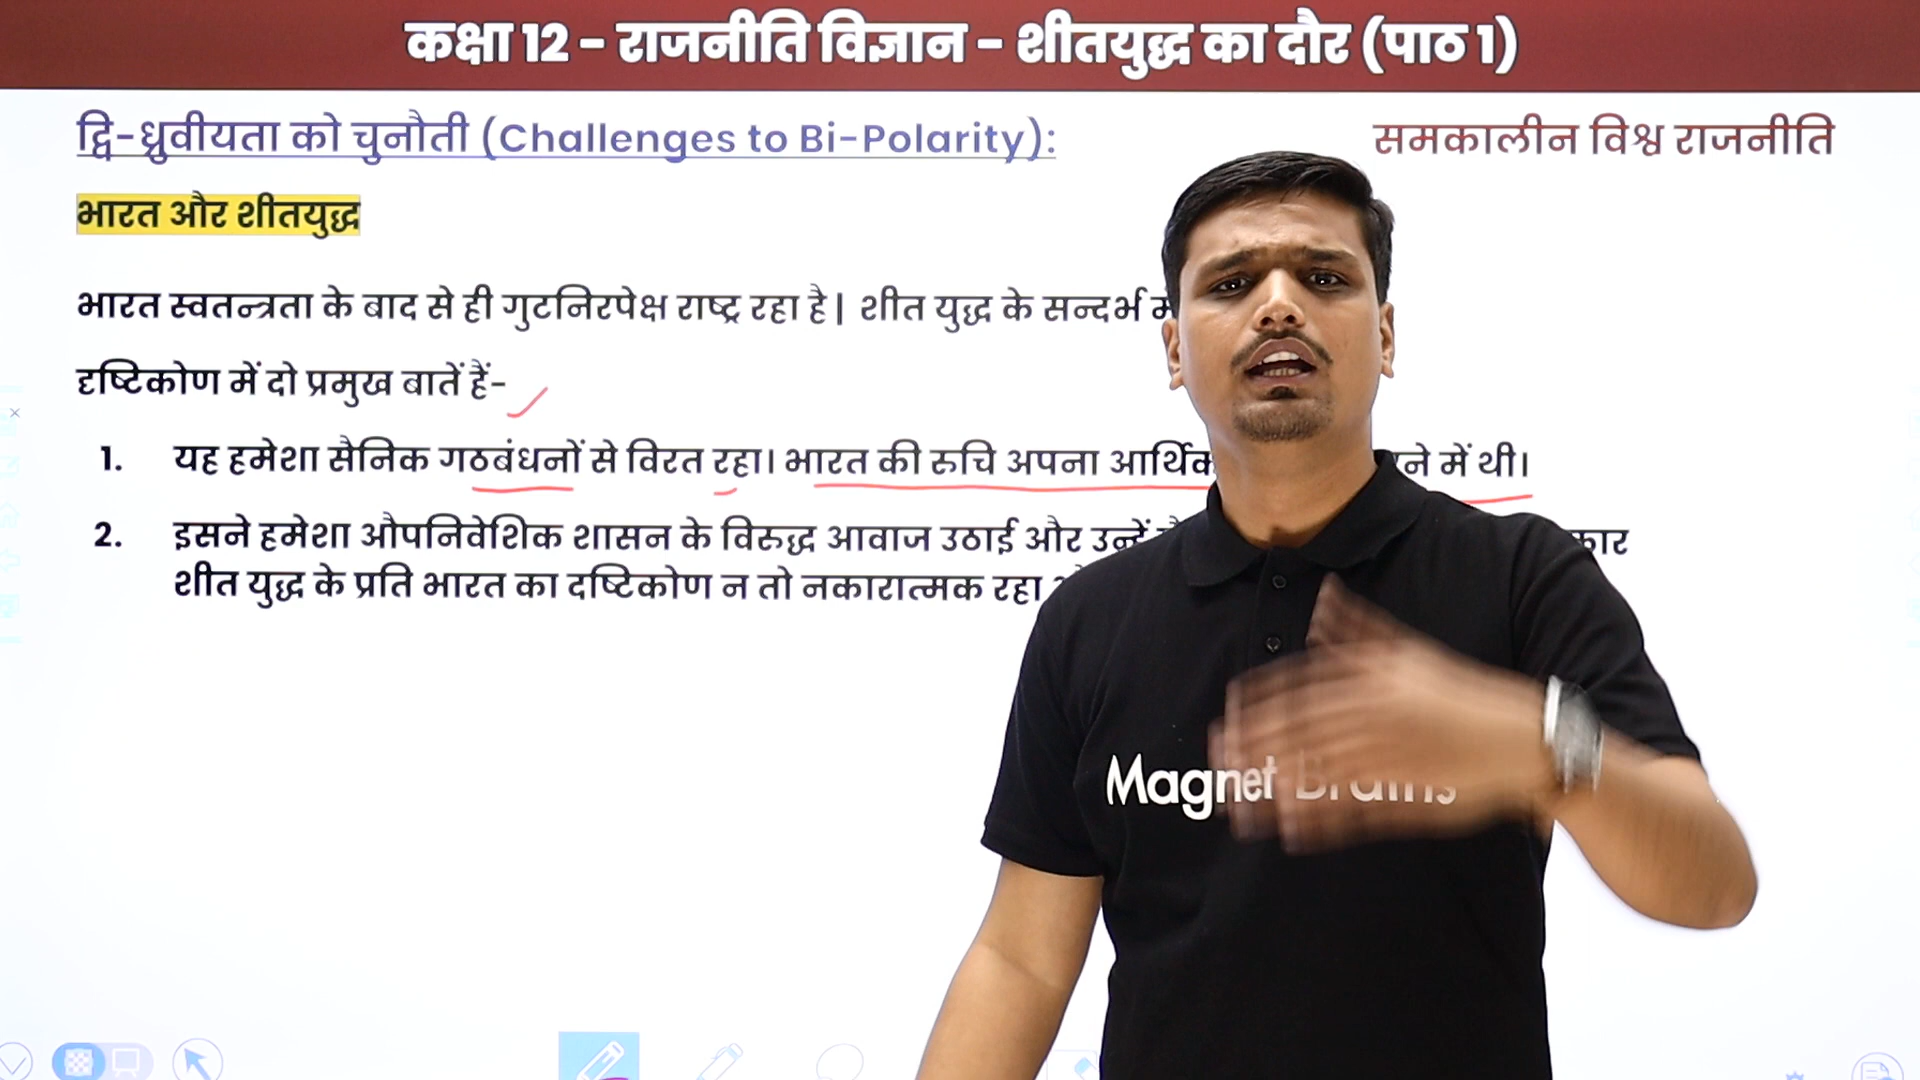 कक्षा 12 - राजनीति विज्ञान - शीतयुद्ध का दौर (पाठ 1)
द्वि-ध्रुवीयता को चुनौती (Challenges to Bi-Polarity):
समकालीन विश्व राजनीति
भारत और शीतयुद्ध
भारत स्वतन्त्रता के बाद से ही गुटनिरपेक्ष राष्ट्र रहा है| शीत युद्ध के सन्दर्भ
दृष्टिकोण में दो प्रमुख बातें हैं-
1. यह हमेशा सैनिक गठबंधनों से विरत रहा। भारत की रुचि अपना आर्थिक में थी।
2. इसने हमेशा औपनिवेशिक शासन के विरुद्ध आवाज उठाई और उन्हें
शीत युद्ध के प्रति भारत का दृष्टिकोण न तो नकारात्मक रहा
Magnet Brains